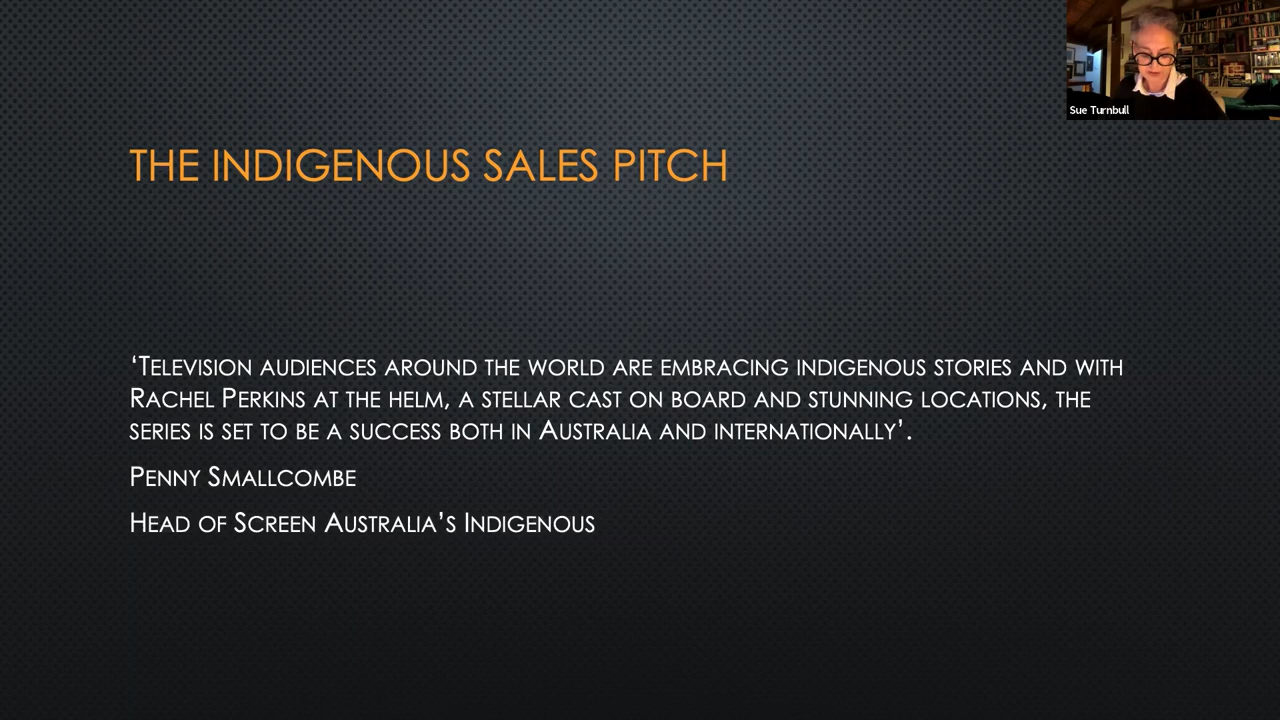 Sue Turnbull
THE INDIGENOUS SALES PITCH
‘TELEVISION AUDIENCES AROUND THE WORLD ARE EMBRACING INDIGENOUS STORIES AND WITH
RACHEL PERKINS AT THE HELM, A STELLAR CAST ON BOARD AND STUNNING LOCATIONS, THE
SERIES IS SET TO BE A SUCCESS BOTH IN AUSTRALIA AND INTERNATIONALLY’.
PENNY SMALLCOMBE
HEAD OF SCREEN AUSTRALIA’S INDIGENOUS